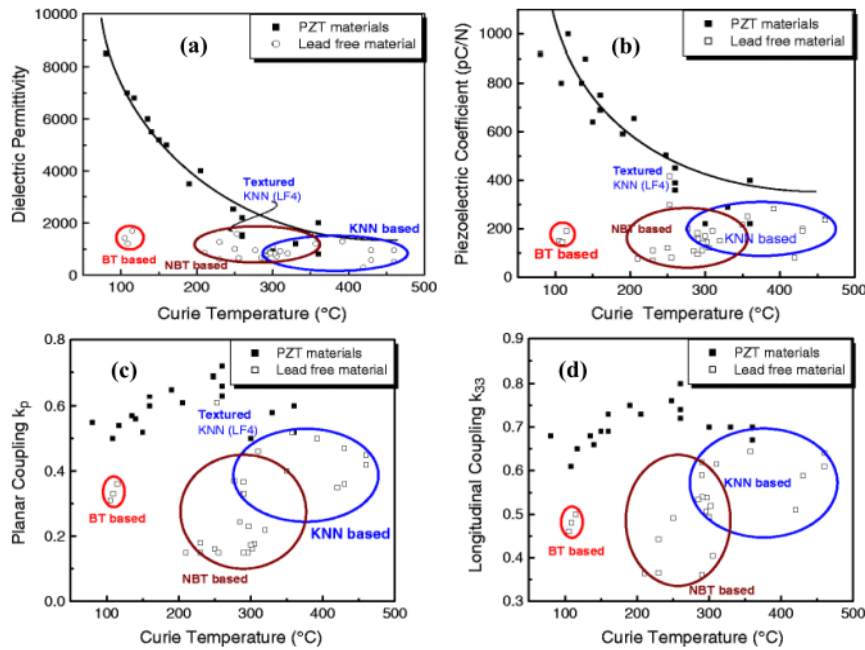 (a)
PZT materials
Lead free material
10000
8000
6000
4000
2000
0
Dielectric Permittivity
Textured
KNN (LF4)
KNN based
BT based
NBT based
0 100 200 300 400 500
Curie Temperature (°C)
(b)
PZT materials
Lead free material
1000
800
600
400
200
0
Piezoelectric Coefficient (pC/N)
Textured
KNN (LF4)
NBT based
KNN based
BT based
0 100 200 300 400 500
Curie Temperature (°C)
(c)
PZT materials
Lead free material
0.8
0.6
0.4
0.2
0.0
Planar Coupling kp
Textured
KNN (LF4)
BT based
KNN based
NBT based
0 100 200 300 400 500
Curie Temperature (°C)
(d)
PZT materials
Lead free material
0.9
0.8
0.7
0.6
0.5
0.4
0.3
Longitudinal Coupling k33
KNN based
BT based
NBT based
0 100 200 300 400 500
Curie Temperature (°C)